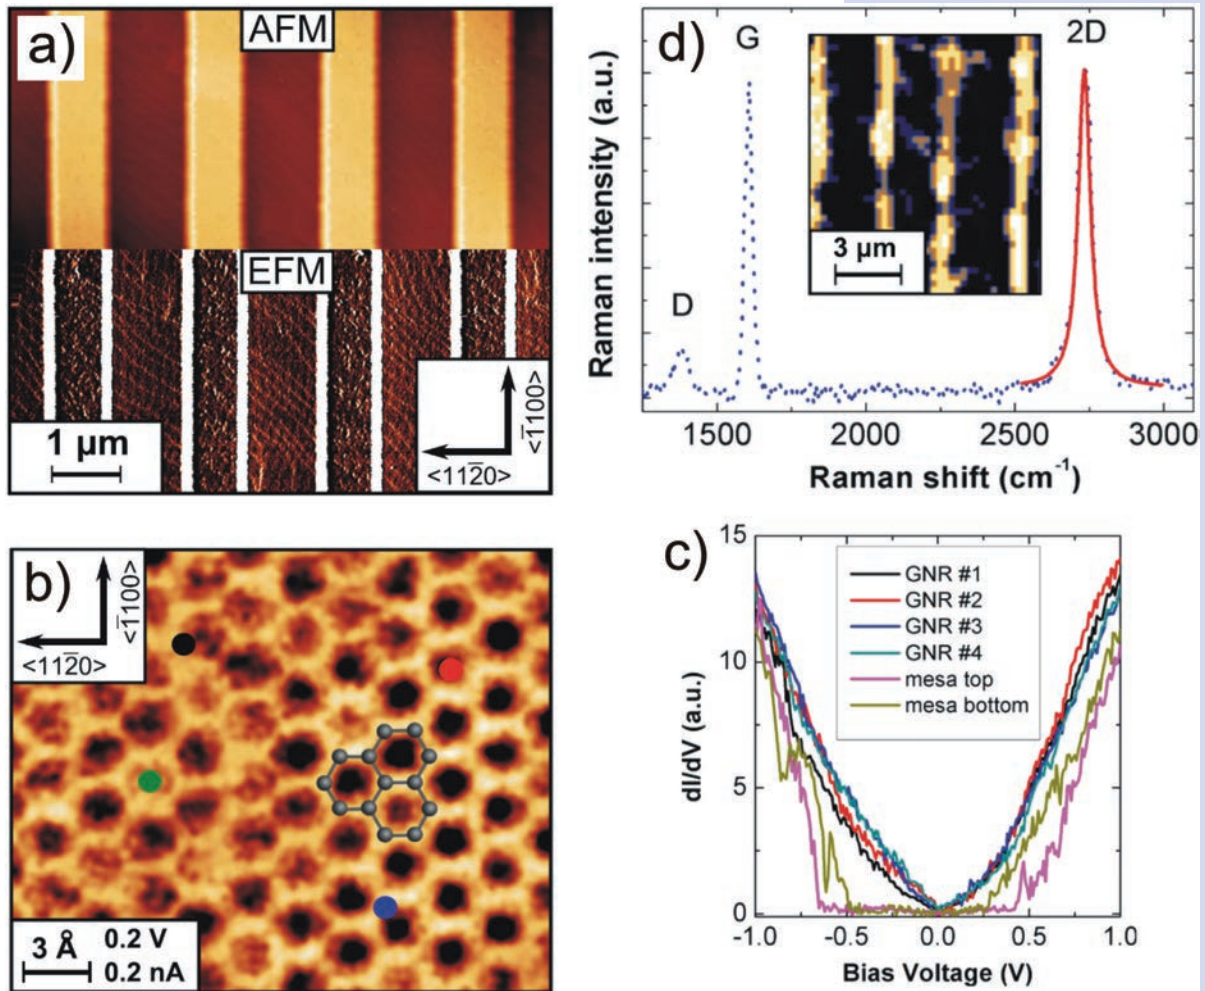 a)
AFM
EFM
1 µm
<1̄100>
<112̄0>
d)
G
2D
D
3 µm
Raman intensity (a.u.)
1500 2000 2500 3000
Raman shift (cm⁻¹)
b)
<1̄100>
<112̄0>
3 Å 0.2 V
0.2 nA
c)
15
10
5
0
GNR #1
GNR #2
GNR #3
GNR #4
mesa top
mesa bottom
dI/dV (a.u.)
-1.0 -0.5 0.0 0.5 1.0
Bias Voltage (V)